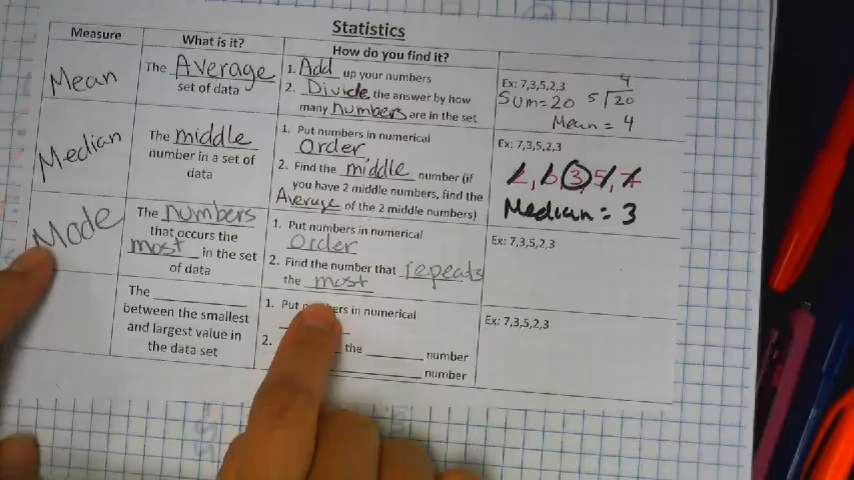 Statistics
Measure
What is it?
How do you find it?
Mean
The Average
set of data
1. Add up your numbers
2. Divide the answer by how
many numbers are in the set
Ex: 7,3,5,2,3
Sum=20 5√20 4
Mean = 4
Median
The middle
number in a set of
data
1. Put numbers in numerical
Order
2. Find the middle number (if
you have 2 middle numbers, find the
Average of the 2 middle numbers)
Ex: 7,3,5,2,3
3, 5, 7
Median = 3
Mode
The numbers
that occurs the
most in the set
of data
1. Put numbers in numerical
Order
2. Find the number that repeats
the most
Ex: 7,3,5,2,3
The ________
between the smallest
and largest value in
the data set
1. Put numbers in numerical
2. the ________ number
________ number
Ex: 7,3,5,2,3